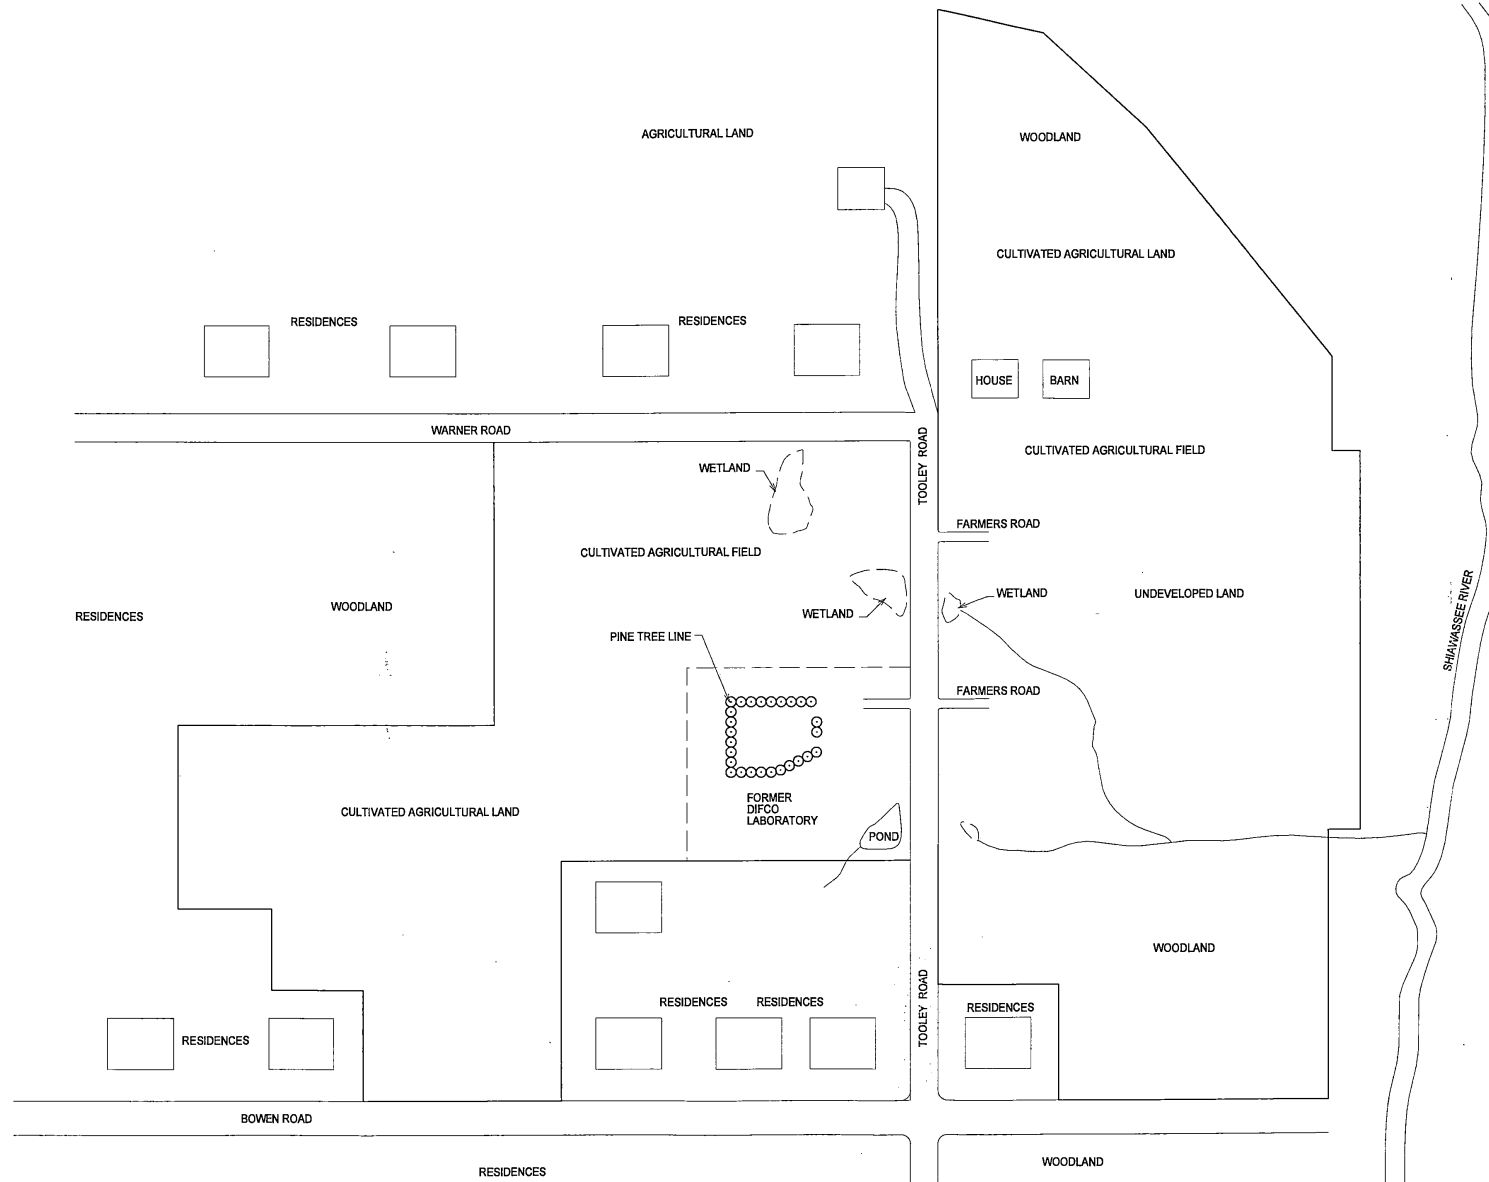 AGRICULTURAL LAND
WOODLAND
CULTIVATED AGRICULTURAL LAND
RESIDENCES
RESIDENCES
HOUSE
BARN
WARNER ROAD
TOOLEY ROAD
CULTIVATED AGRICULTURAL FIELD
WETLAND
FARMERS ROAD
CULTIVATED AGRICULTURAL FIELD
WETLAND
UNDEVELOPED LAND
WOODLAND
WETLAND
RESIDENCES
SHIAWASSEE RIVER
PINE TREE LINE
FARMERS ROAD
FORMER
DIFCO
LABORATORY
CULTIVATED AGRICULTURAL LAND
POND
WOODLAND
RESIDENCES
RESIDENCES
TOOLEY ROAD
RESIDENCES
RESIDENCES
BOWEN ROAD
WOODLAND
RESIDENCES